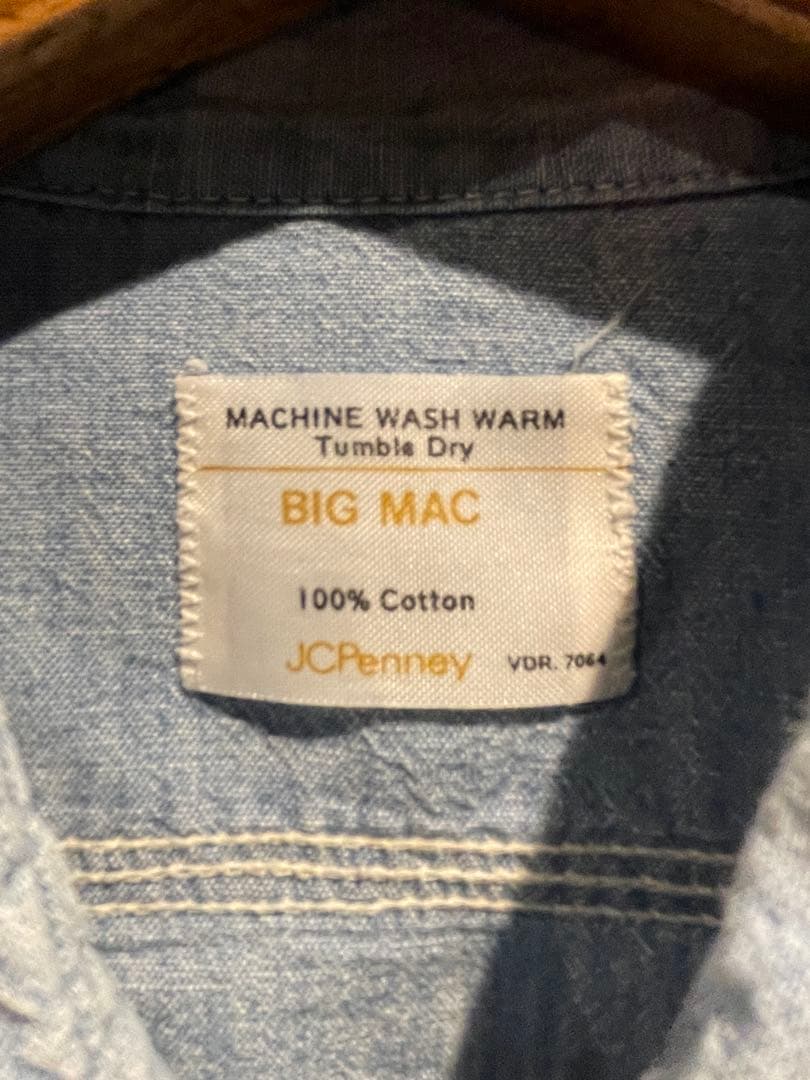 MACHINE WASH WARM
Tumble Dry
BIG MAC
100% Cotton
JCPenney VDR. 7064